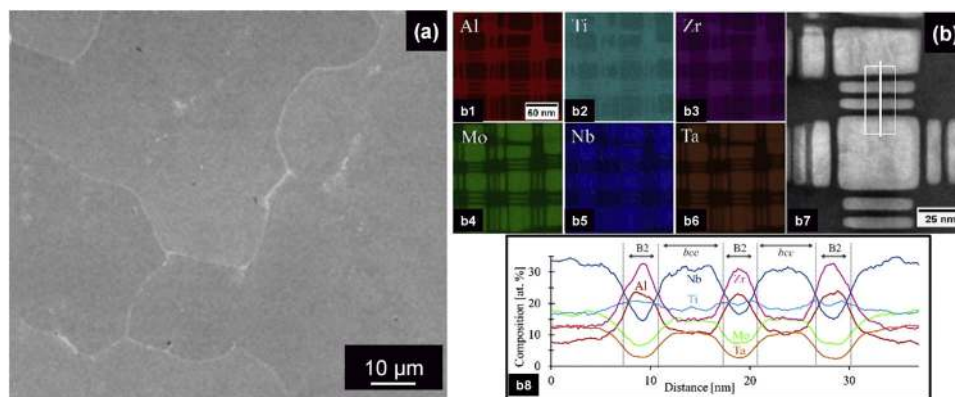 (a)
10 μm
Al
b1
60 nm
Ti
b2
Zr
b3
(b)
Mo
b4
Nb
b5
Ta
b6
b7
25 nm
B2 bcc B2 bcc B2
Composition [at. %]
30
20
10
0
Al
Nb
Zr
Ti
Mo
Ta
b8
0 10 20 30
Distance [nm]